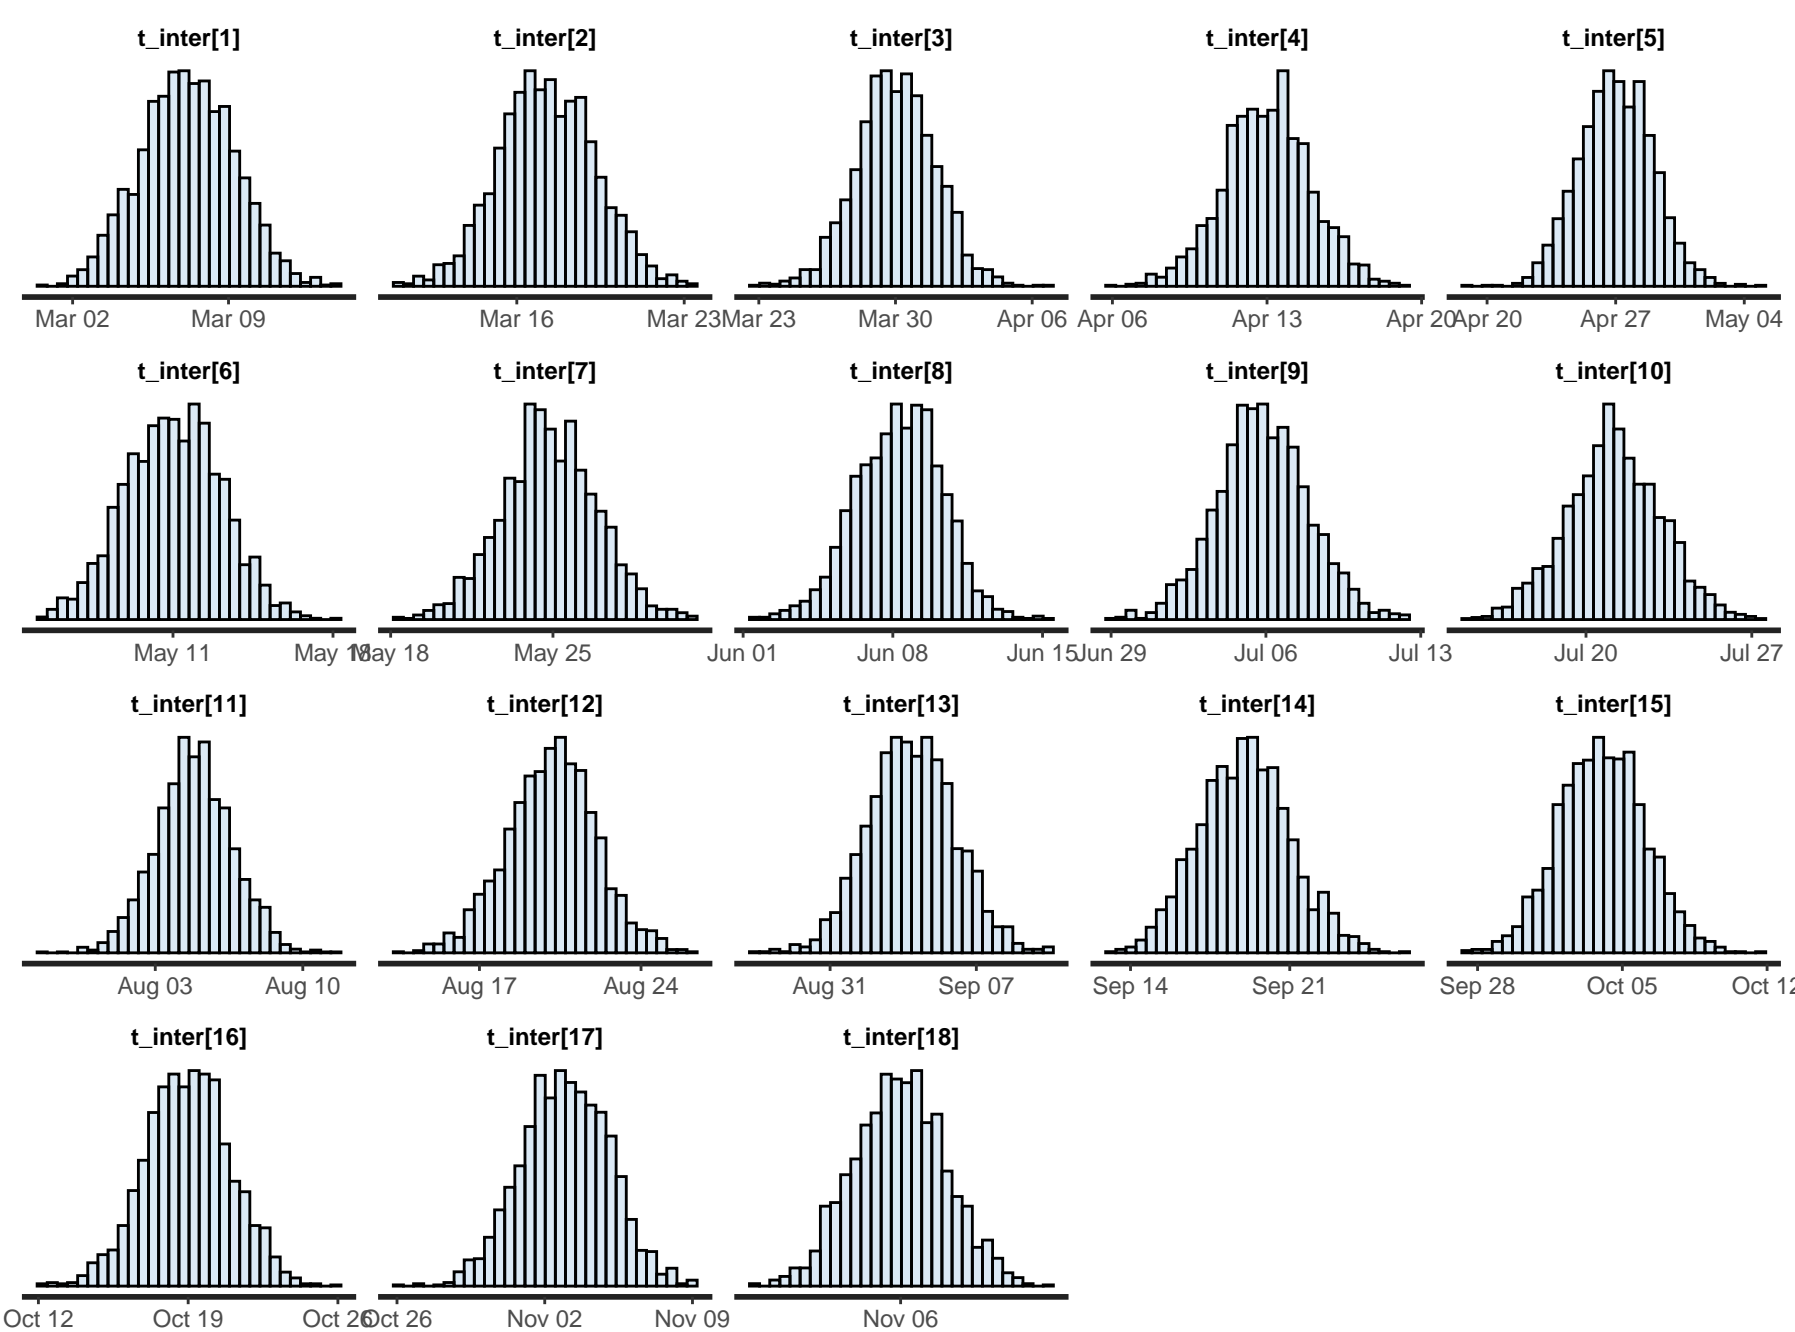 t_inter[1] t_inter[2] t_inter[3] t_inter[4] t_inter[5]
Mar 02 Mar 09 Mar 16 Mar 23 Mar 23 Mar 30 Apr 06 Apr 06 Apr 13 Apr 20 Apr 20 Apr 27 May 04
t_inter[6] t_inter[7] t_inter[8] t_inter[9] t_inter[10]
May 11 May 18 May 18 May 25 Jun 01 Jun 08 Jun 15 Jun 29 Jul 06 Jul 13 Jul 20 Jul 27
t_inter[11] t_inter[12] t_inter[13] t_inter[14] t_inter[15]
Aug 03 Aug 10 Aug 17 Aug 24 Aug 31 Sep 07 Sep 14 Sep 21 Sep 28 Oct 05 Oct 12
t_inter[16] t_inter[17] t_inter[18]
Oct 12 Oct 19 Oct 26 Oct 26 Nov 02 Nov 09 Nov 06